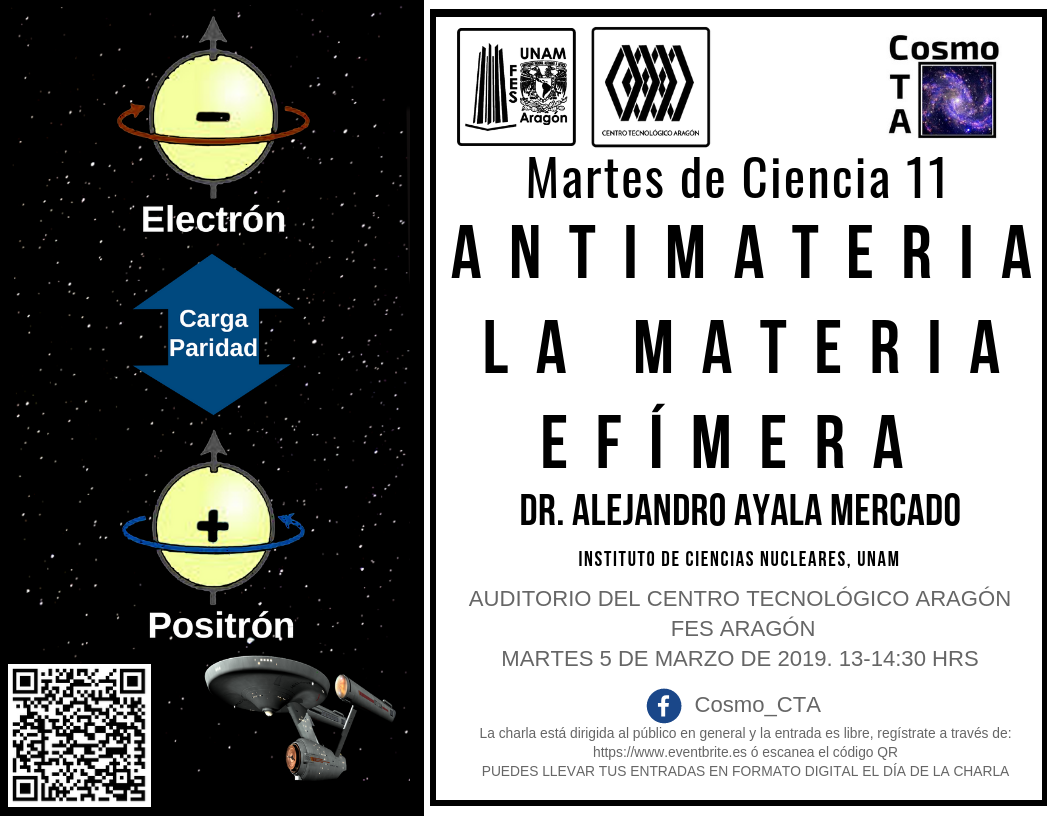 -
Electrón
Carga
Paridad
+
Positrón
UNAM
FES
Aragón
CENTRO TECNOLÓGICO ARAGÓN
Cosmo
T
A
Martes de Ciencia 11
ANTIMATERIA
LA MATERIA
EFÍMERA
DR. ALEJANDRO AYALA MERCADO
INSTITUTO DE CIENCIAS NUCLEARES, UNAM
AUDITORIO DEL CENTRO TECNOLÓGICO ARAGÓN
FES ARAGÓN
MARTES 5 DE MARZO DE 2019. 13-14:30 HRS
f Cosmo_CTA
La charla está dirigida al público en general y la entrada es libre, regístrate a través de:
https://www.eventbrite.es ó escanea el código QR
PUEDES LLEVAR TUS ENTRADAS EN FORMATO DIGITAL EL DÍA DE LA CHARLA